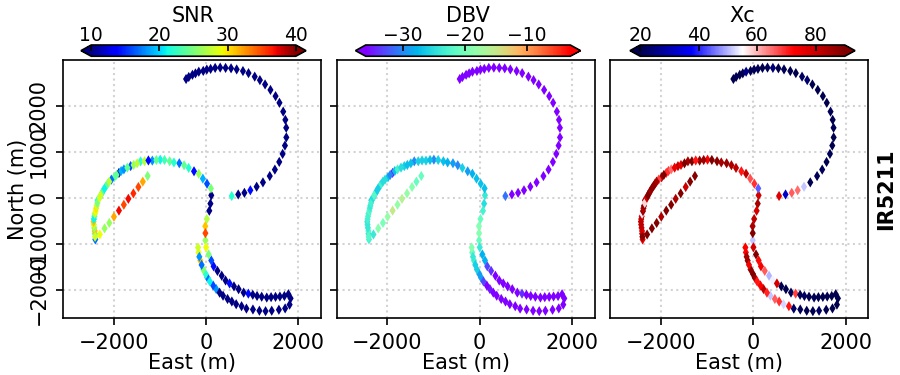 SNR DBV Xc
10 20 30 40 −30 −20 −10 20 40 60 80
2000
1000
0
−1000
−2000
North (m)
−2000 0 2000 −2000 0 2000 −2000 0 2000
East (m) East (m) East (m)
IR5211